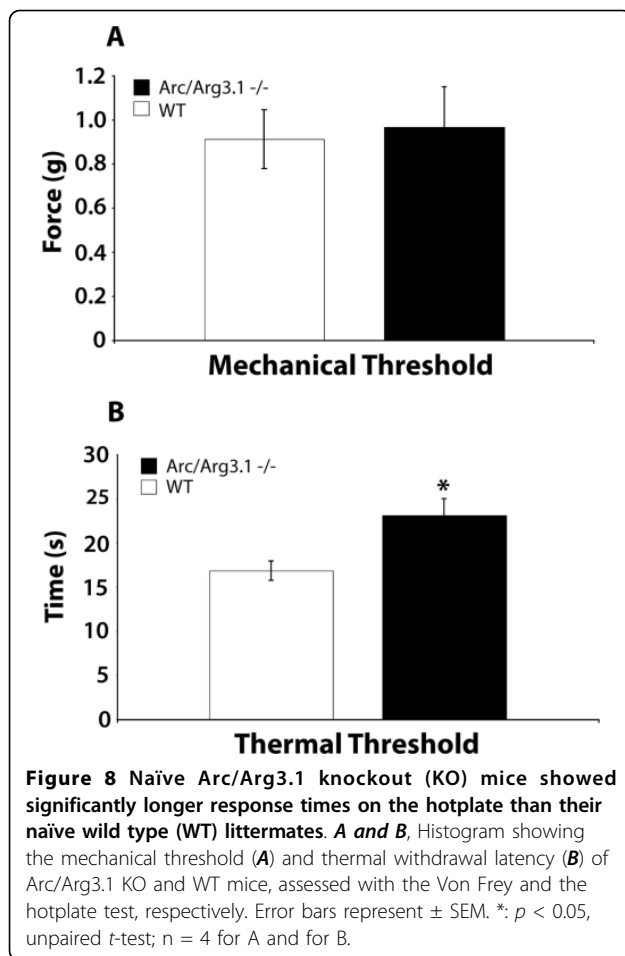 A
1.2
1.0
0.8
0.6
0.4
0.2
0
Force (g)
Arc/Arg3.1 -/-
WT
Mechanical Threshold
B
30
25
20
15
10
5
0
Time (s)
Arc/Arg3.1 -/-
WT
*
Thermal Threshold
Figure 8 Naïve Arc/Arg3.1 knockout (KO) mice showed
significantly longer response times on the hotplate than their
naïve wild type (WT) littermates. A and B, Histogram showing
the mechanical threshold (A) and thermal withdrawal latency (B) of
Arc/Arg3.1 KO and WT mice, assessed with the Von Frey and the
hotplate test, respectively. Error bars represent ± SEM. *: p < 0.05,
unpaired t-test; n = 4 for A and for B.